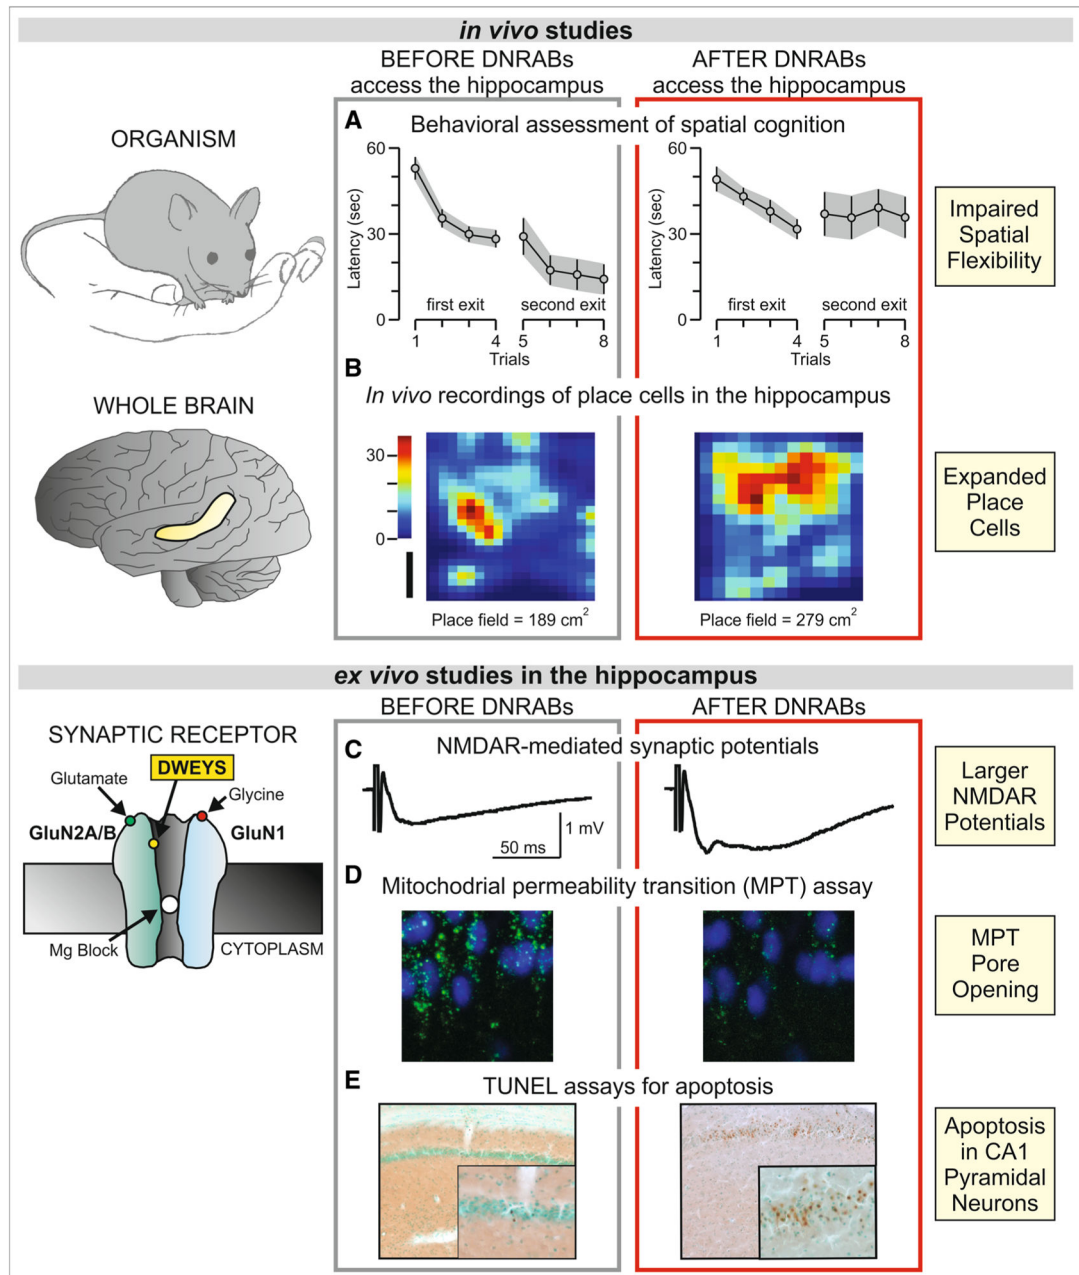 in vivo studies
BEFORE DNRABs
access the hippocampus
AFTER DNRABs
access the hippocampus
ORGANISM
A
Behavioral assessment of spatial cognition
60
30
0
Latency (sec)
first exit
second exit
1
4
5
8
Trials
60
30
0
Latency (sec)
first exit
second exit
1
4
5
8
Trials
Impaired
Spatial
Flexibility
WHOLE BRAIN
B
In vivo recordings of place cells in the hippocampus
30
0
Place field = 189 cm²
Place field = 279 cm²
Expanded
Place
Cells
ex vivo studies in the hippocampus
BEFORE DNRABs
AFTER DNRABs
SYNAPTIC RECEPTOR
DWEYS
Glutamate
Glycine
GluN2A/B
GluN1
Mg Block
CYTOPLASM
C
NMDAR-mediated synaptic potentials
1 mV
50 ms
Larger
NMDAR
Potentials
D
Mitochodrial permeability transition (MPT) assay
MPT
Pore
Opening
E
TUNEL assays for apoptosis
Apoptosis
in CA1
Pyramidal
Neurons